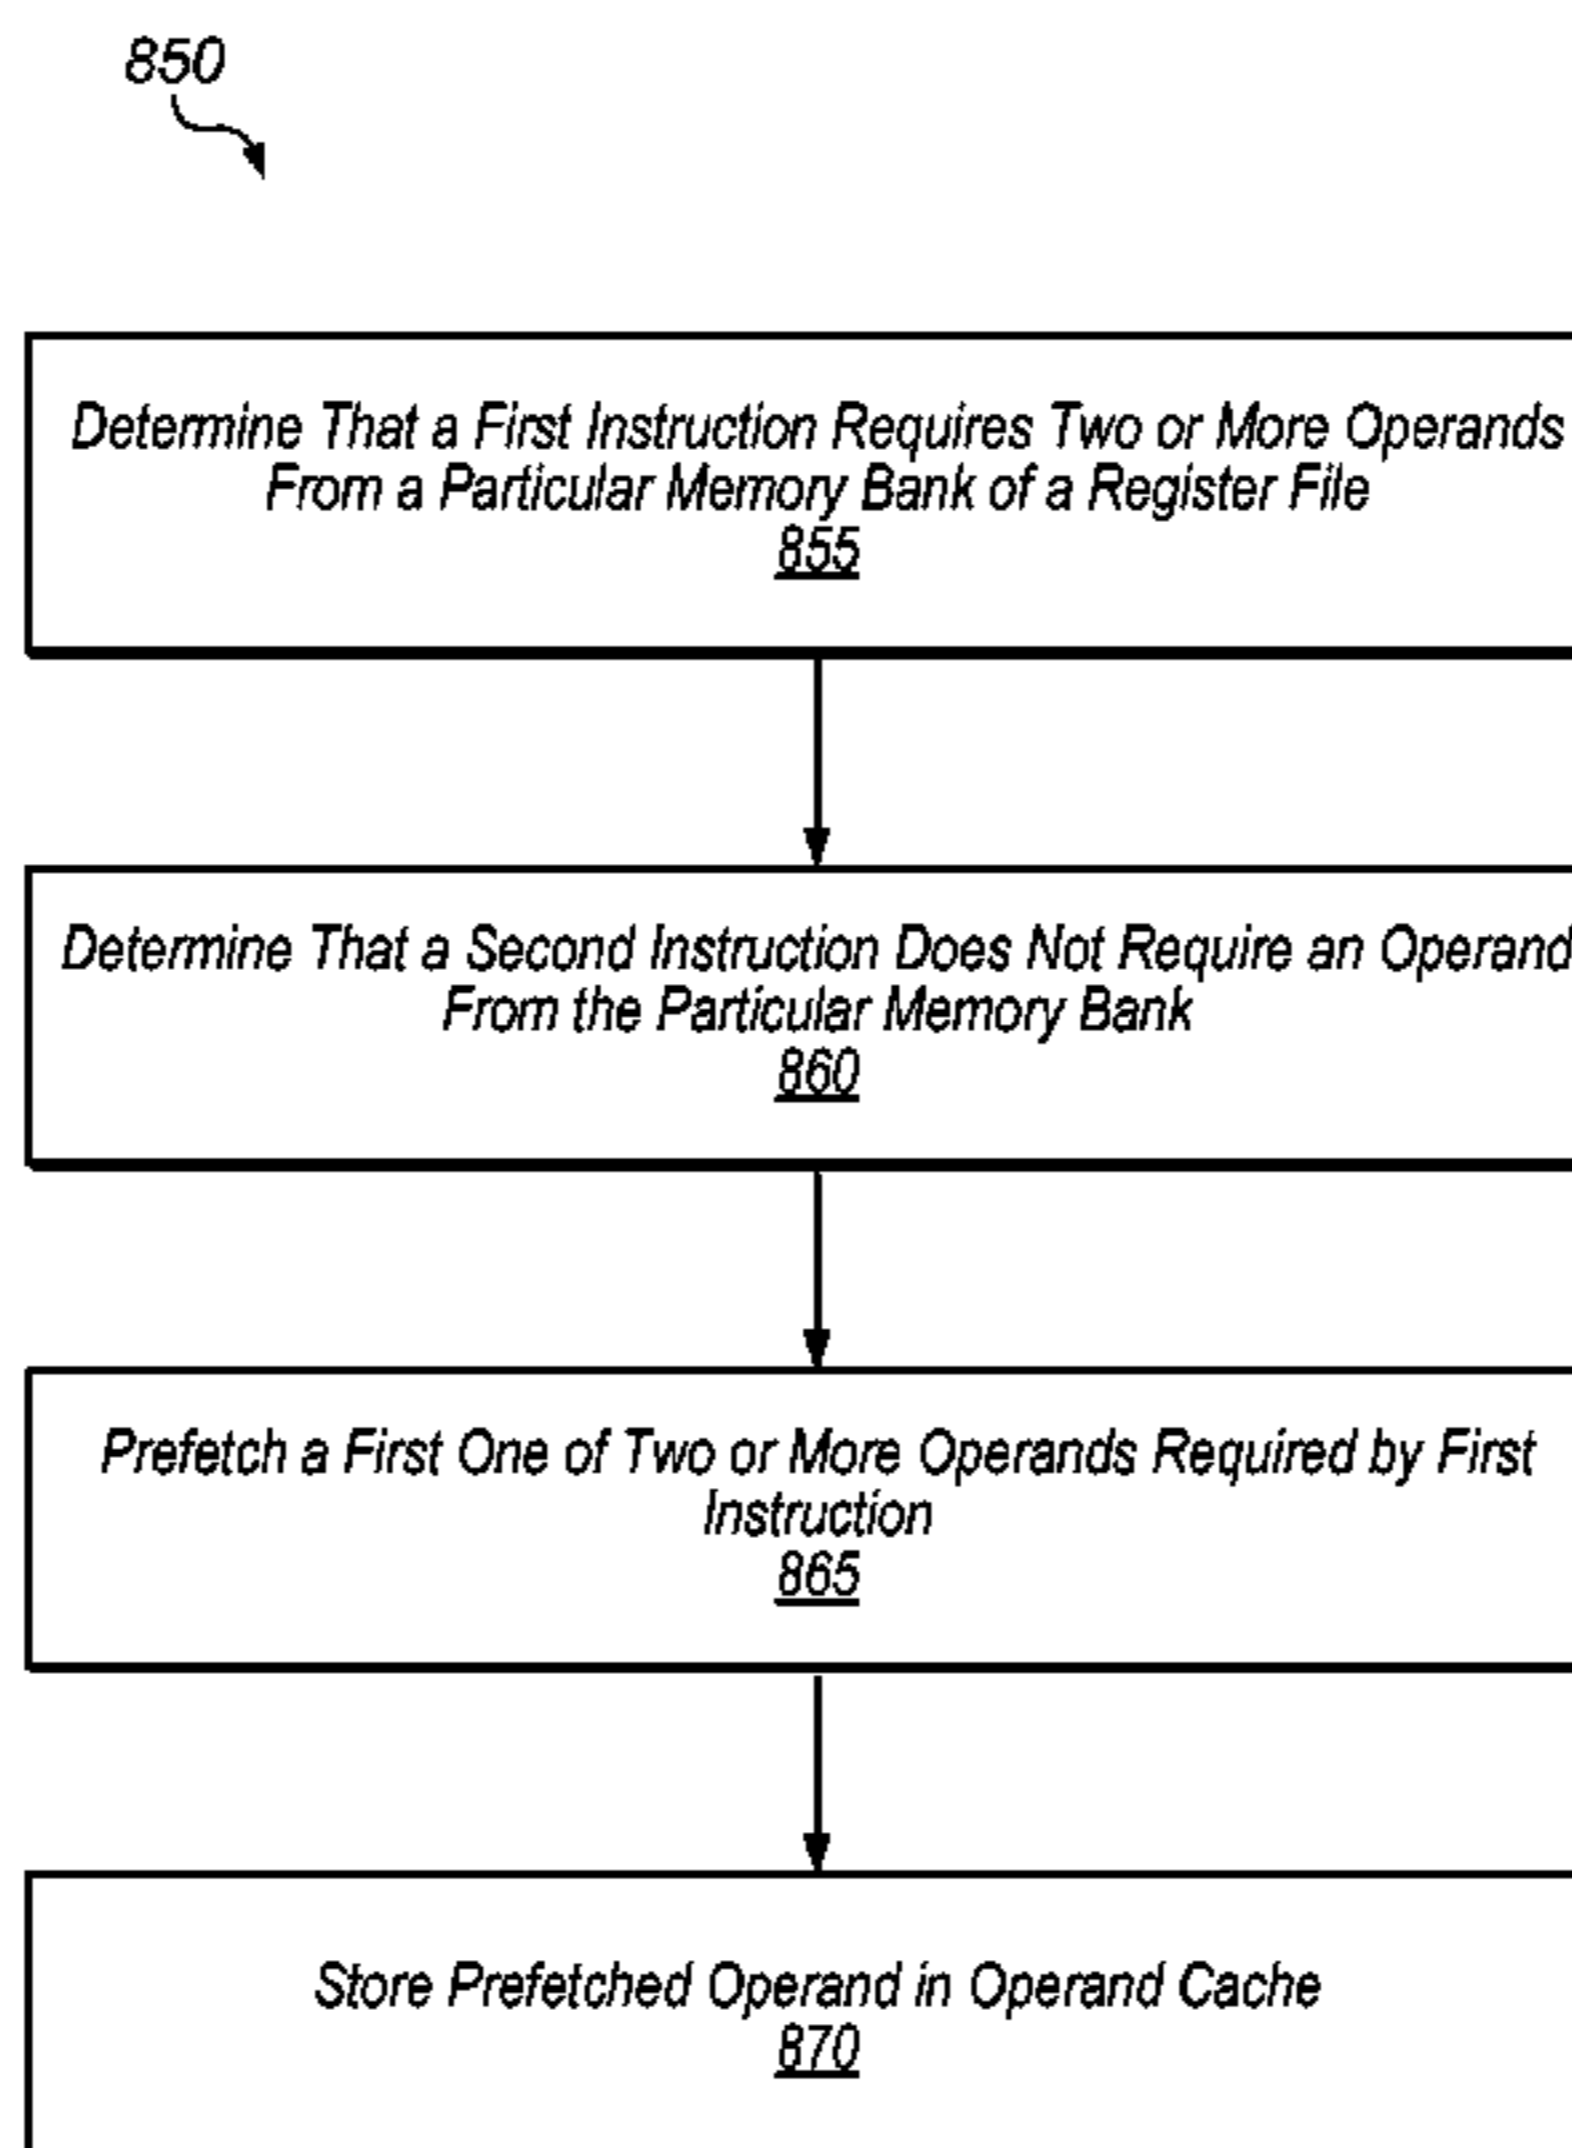 850
Determine That a First Instruction Requires Two or More Operands
From a Particular Memory Bank of a Register File
855
Determine That a Second Instruction Does Not Require an Operand
From the Particular Memory Bank
860
Prefetch a First One of Two or More Operands Required by First
Instruction
865
Store Prefetched Operand in Operand Cache
870